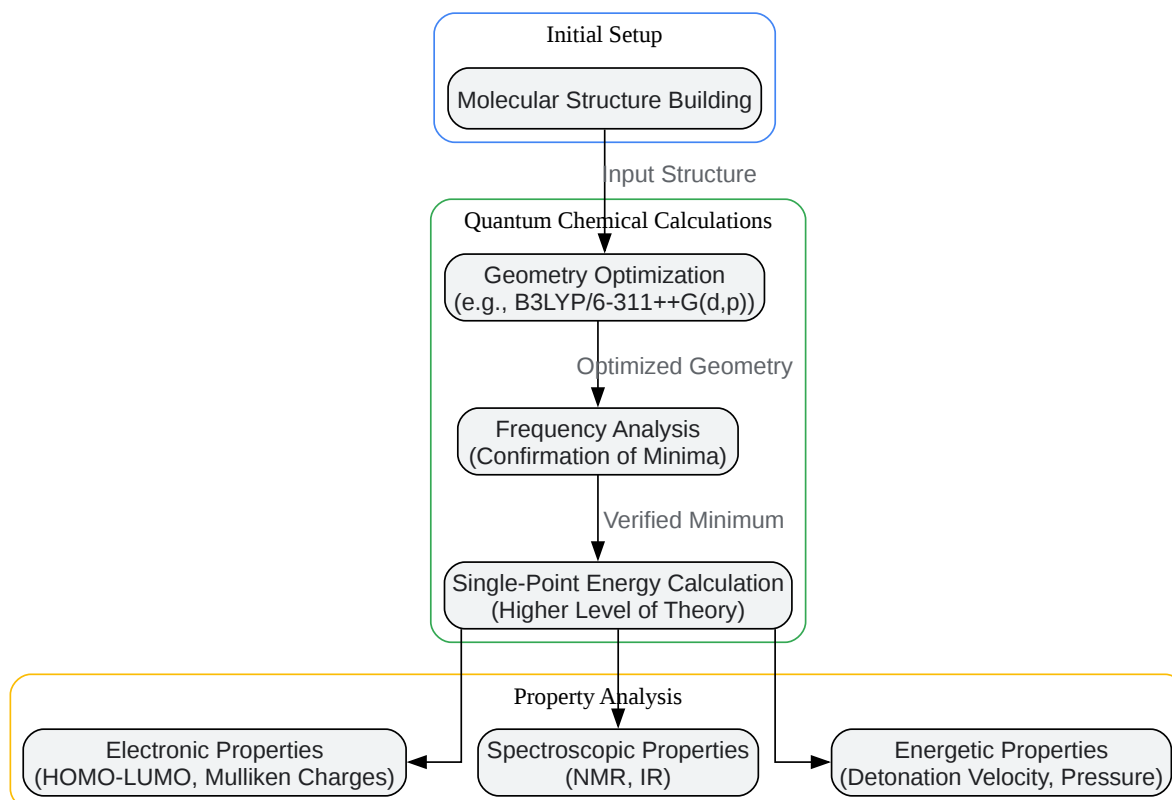 Initial Setup
Molecular Structure Building
Input Structure
Quantum Chemical Calculations
Geometry Optimization
(e.g., B3LYP/6-311++G(d,p))
Optimized Geometry
Frequency Analysis
(Confirmation of Minima)
Verified Minimum
Single-Point Energy Calculation
(Higher Level of Theory)
Property Analysis
Electronic Properties
(HOMO-LUMO, Mulliken Charges)
Spectroscopic Properties
(NMR, IR)
Energetic Properties
(Detonation Velocity, Pressure)